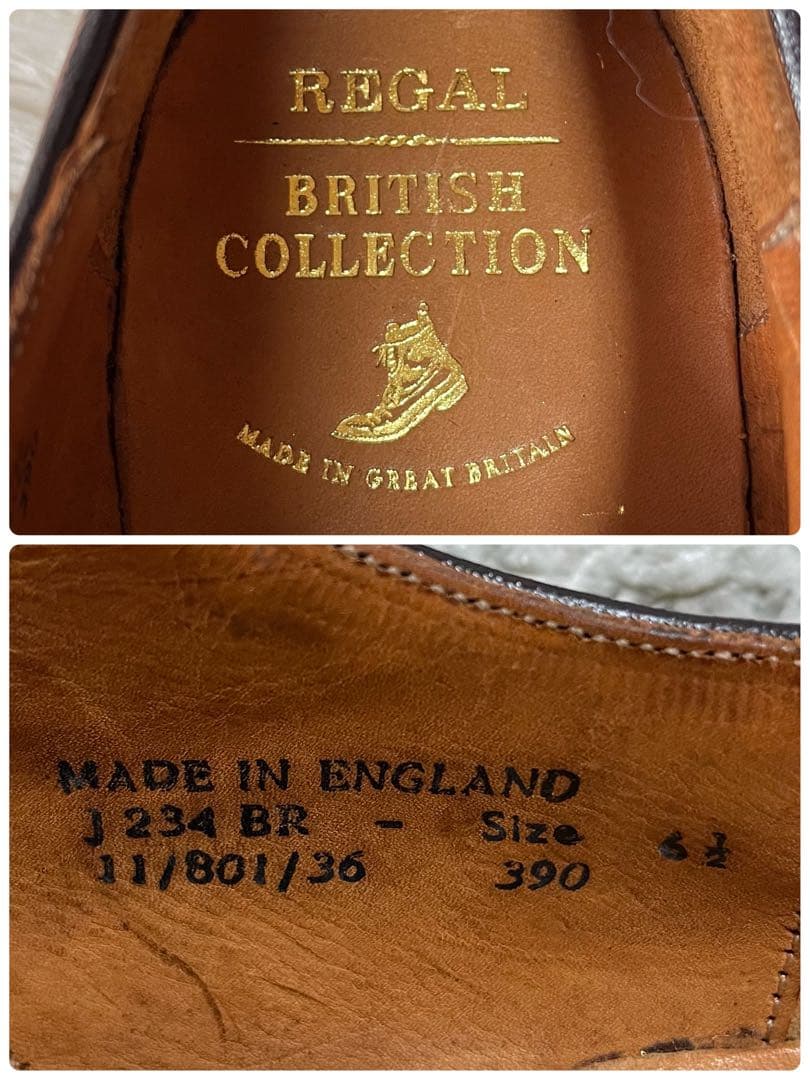 REGAL
BRITISH
COLLECTION
MADE IN GREAT BRITAIN
MADE IN ENGLAND
J 234 BR - Size 6 ½
11/801/36 390